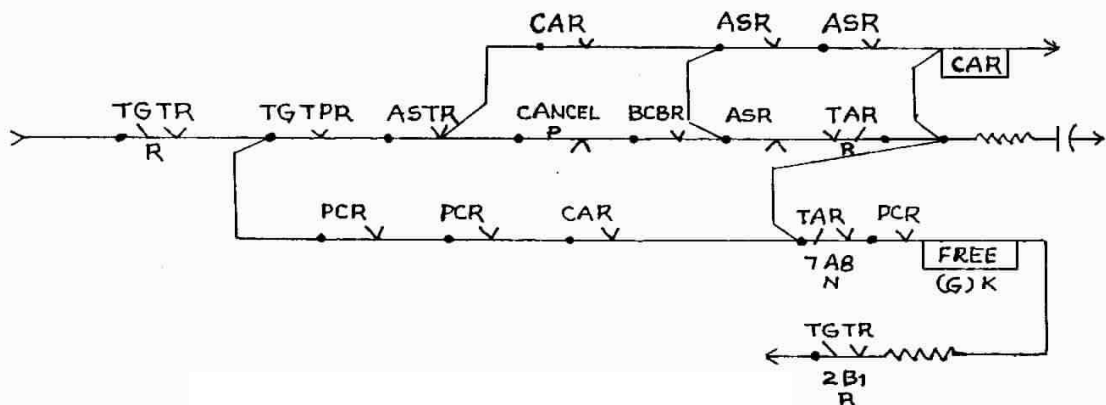 CAR ASR ASR
CAR
TGTR TGTPR ASTR CANCEL BCBR ASR TAR
R P R
PCR PCR CAR TAR PCR
7A8 FREE
N (G)K
TGTR
2B1
R